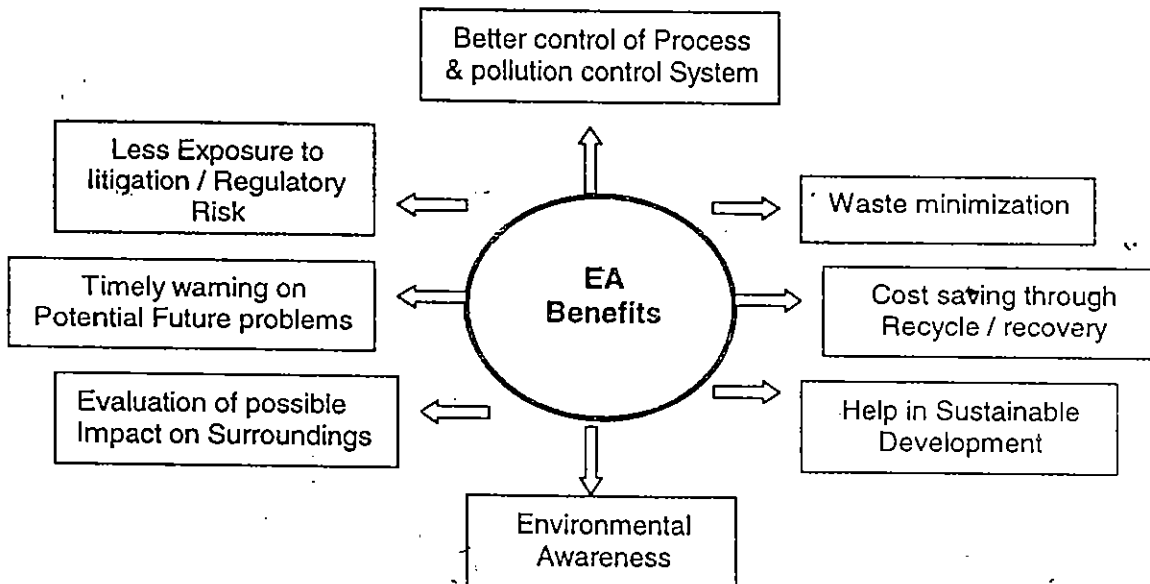 Better control of Process
& pollution control System
Less Exposure to
litigation / Regulatory
Risk
Waste minimization
EA
Benefits
Timely warning on
Potential Future problems
Cost saving through
Recycle / recovery
Evaluation of possible
Impact on Surroundings
Help in Sustainable
Development
Environmental
Awareness